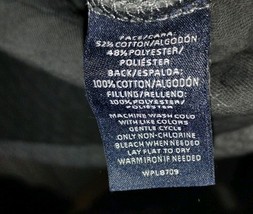 FACE/CARA:
52% COTTON/ALGODÓN
48% POLYESTER/
POLIÉSTER
BACK/ESPALDA:
100% COTTON/ALGODÓN
FILLING/RELLENO:
100% POLYESTER/
POLIÉSTER
MACHINE WASH COLD
WITH LIKE COLORS
GENTLE CYCLE
ONLY NON-CHLORINE
BLEACH WHEN NEEDED
LAY FLAT TO DRY
WARM IRON IF NEEDED
WPL8709